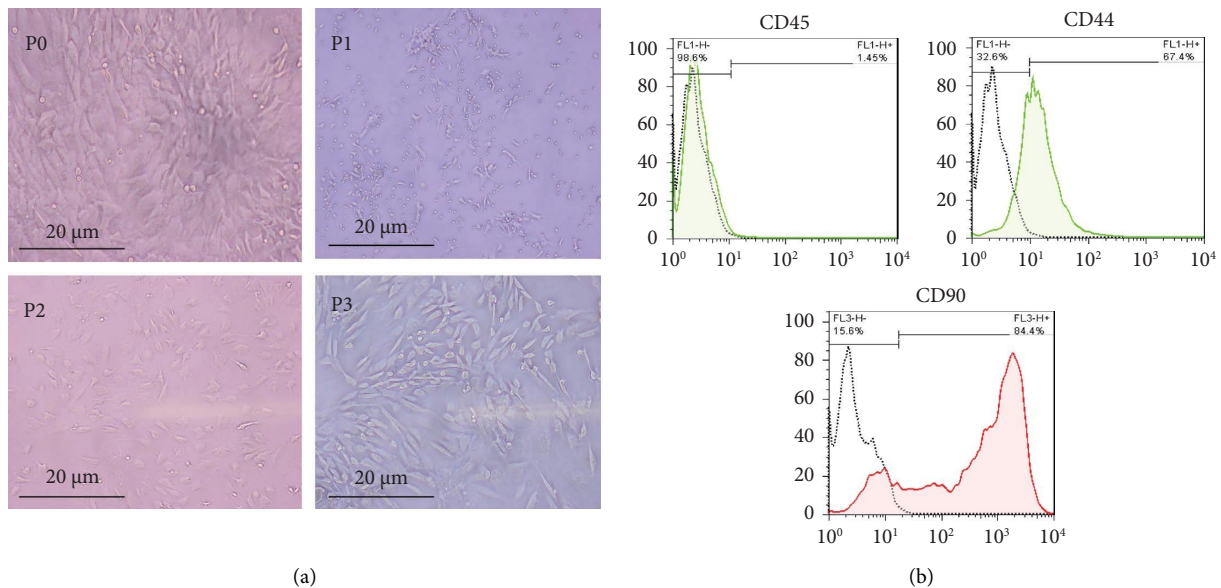 P0
20 μm
P1
20 μm
P2
20 μm
P3
20 μm
(a)
CD45
FL1-H-
98.6%
FL1-H+
1.45%
100
80
60
40
20
0
10⁰ 10¹ 10² 10³ 10⁴
CD44
FL1-H-
32.6%
FL1-H+
67.4%
100
80
60
40
20
0
10⁰ 10¹ 10² 10³ 10⁴
CD90
FL3-H-
15.6%
FL3-H+
84.4%
100
80
60
40
20
0
10⁰ 10¹ 10² 10³ 10⁴
(b)